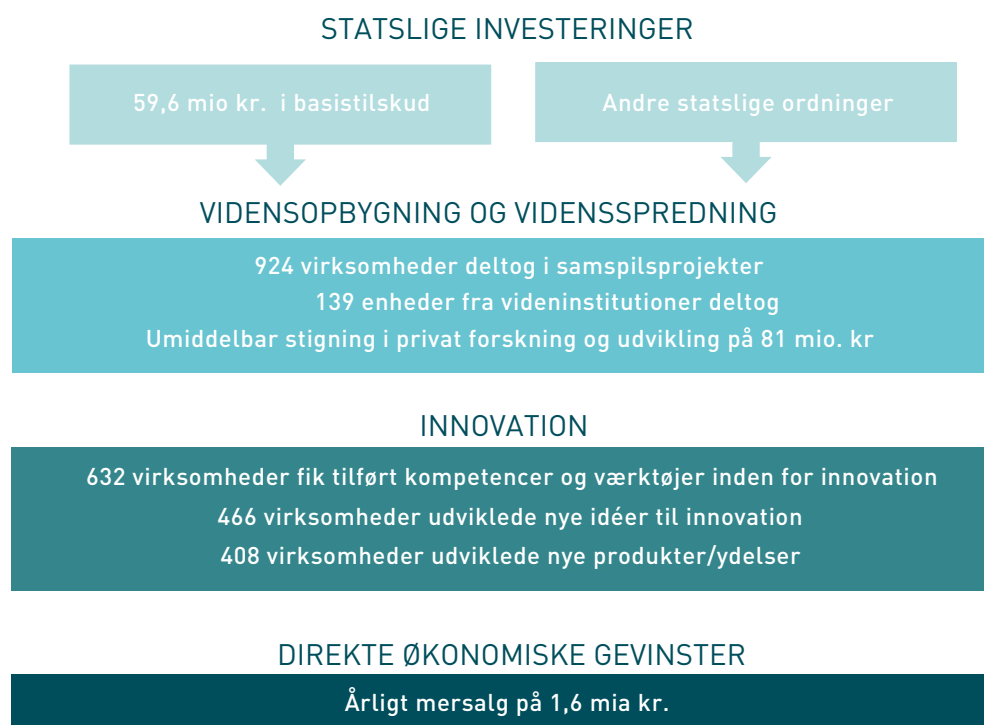 STATSLIGE INVESTERINGER
59,6 mio kr. i basistilskud
Andre statslige ordninger
VIDENSOPBYGNING OG VIDENSSPREDNING
924 virksomheder deltog i samspilsprojekter
139 enheder fra videninstitutioner deltog
Umiddelbar stigning i privat forskning og udvikling på 81 mio. kr
INNOVATION
632 virksomheder fik tilført kompetencer og værktøjer inden for innovation
466 virksomheder udviklede nye idéer til innovation
408 virksomheder udviklede nye produkter/ydelser
DIREKTE ØKONOMISKE GEVINSTER
Årligt mersalg på 1,6 mia kr.